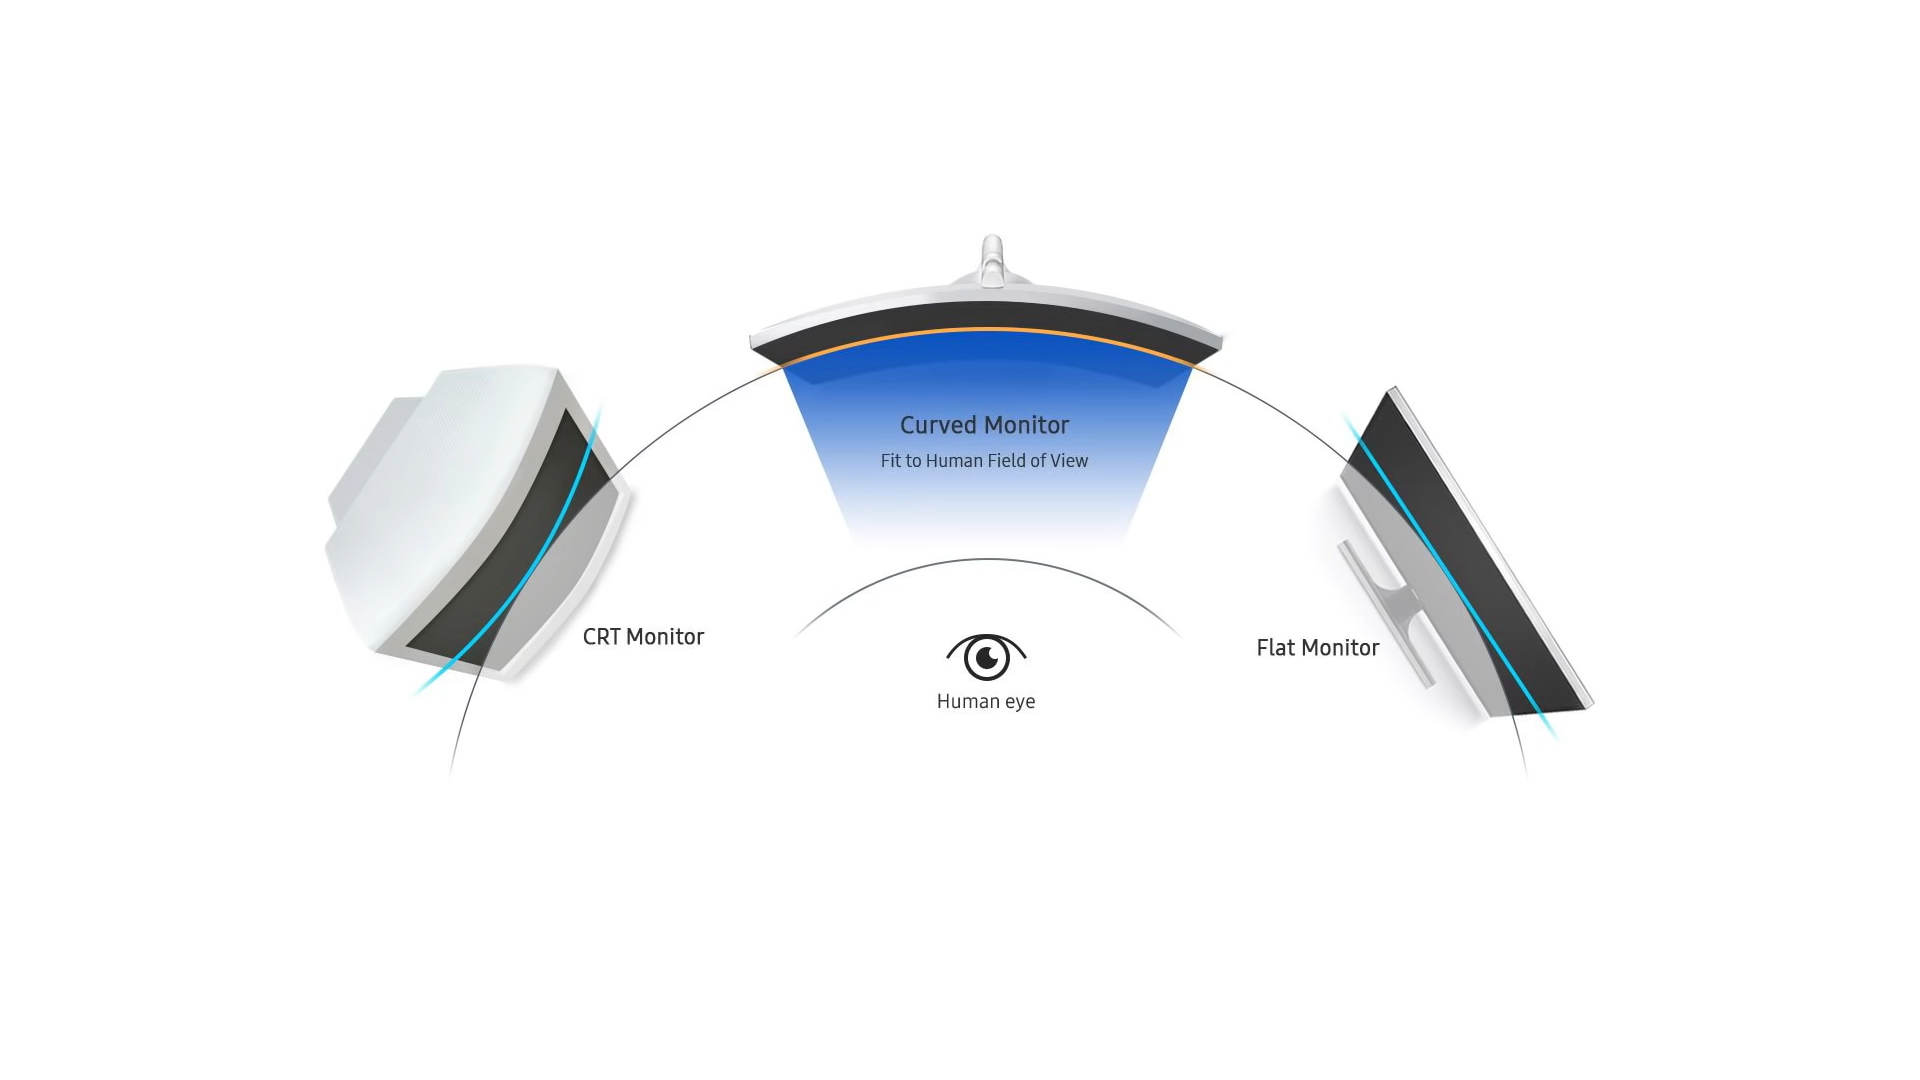 Curved Monitor
Fit to Human Field of View
CRT Monitor
Flat Monitor
Human eye